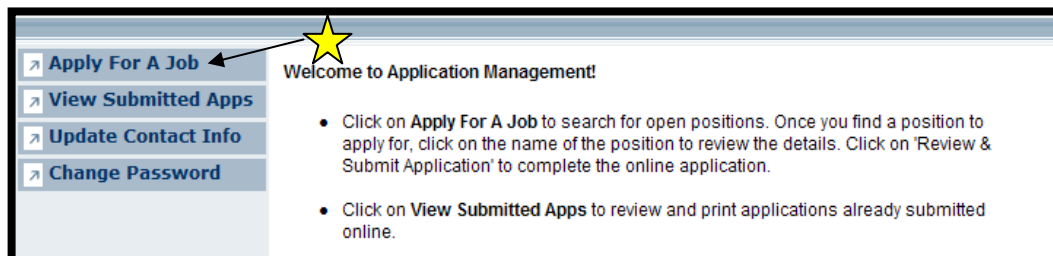 Apply For A Job
View Submitted Apps
Update Contact Info
Change Password
Welcome to Application Management!
• Click on Apply For A Job to search for open positions. Once you find a position to
apply for, click on the name of the position to review the details. Click on 'Review &
Submit Application' to complete the online application.
• Click on View Submitted Apps to review and print applications already submitted
online.